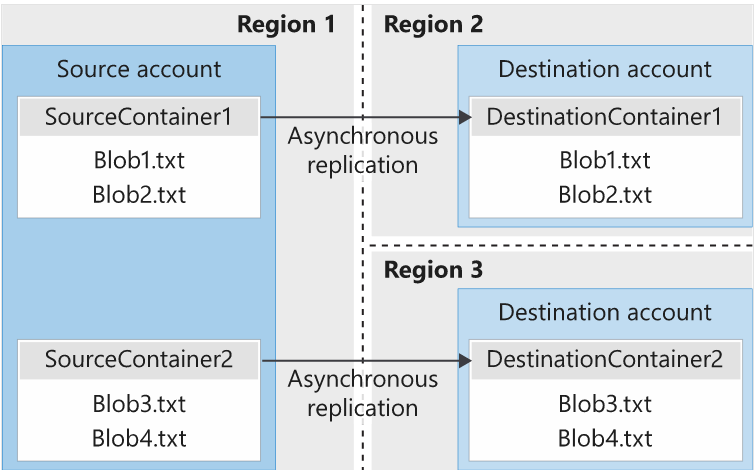 Region 1
Source account
SourceContainer1
Blob1.txt
Blob2.txt
SourceContainer2
Blob3.txt
Blob4.txt
Asynchronous
replication
Asynchronous
replication
Region 2
Destination account
DestinationContainer1
Blob1.txt
Blob2.txt
Region 3
Destination account
DestinationContainer2
Blob3.txt
Blob4.txt